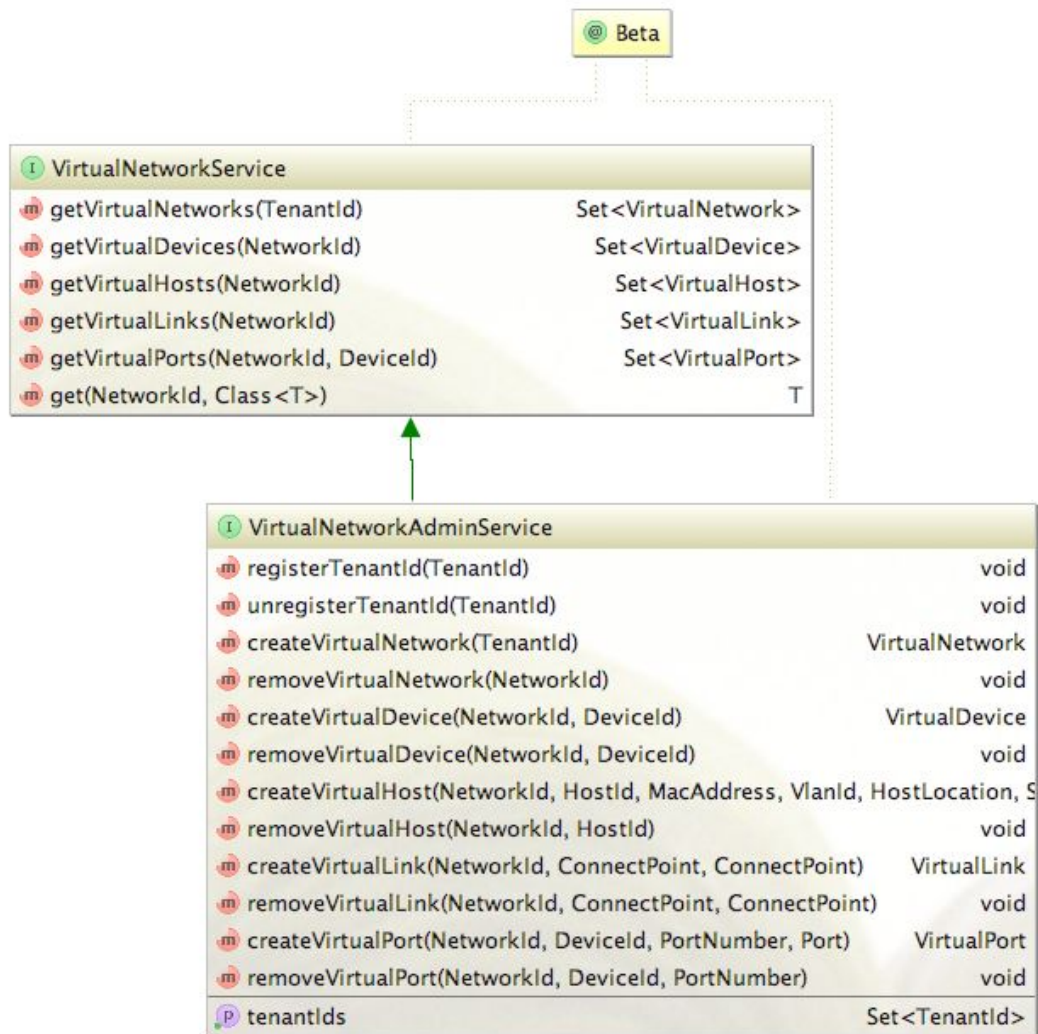 @ Beta
I VirtualNetworkService
m getVirtualNetworks(TenantId) Set<VirtualNetwork>
m getVirtualDevices(NetworkId) Set<VirtualDevice>
m getVirtualHosts(NetworkId) Set<VirtualHost>
m getVirtualLinks(NetworkId) Set<VirtualLink>
m getVirtualPorts(NetworkId, DeviceId) Set<VirtualPort>
m get(NetworkId, Class<T>) T
I VirtualNetworkAdminService
m registerTenantId(TenantId) void
m unregisterTenantId(TenantId) void
m createVirtualNetwork(TenantId) VirtualNetwork
m removeVirtualNetwork(NetworkId) void
m createVirtualDevice(NetworkId, DeviceId) VirtualDevice
m removeVirtualDevice(NetworkId, DeviceId) void
m createVirtualHost(NetworkId, HostId, MacAddress, VlanId, HostLocation, S
m removeVirtualHost(NetworkId, HostId) void
m createVirtualLink(NetworkId, ConnectPoint, ConnectPoint) VirtualLink
m removeVirtualLink(NetworkId, ConnectPoint, ConnectPoint) void
m createVirtualPort(NetworkId, DeviceId, PortNumber, Port) VirtualPort
m removeVirtualPort(NetworkId, DeviceId, PortNumber) void
P tenantIds Set<TenantId>